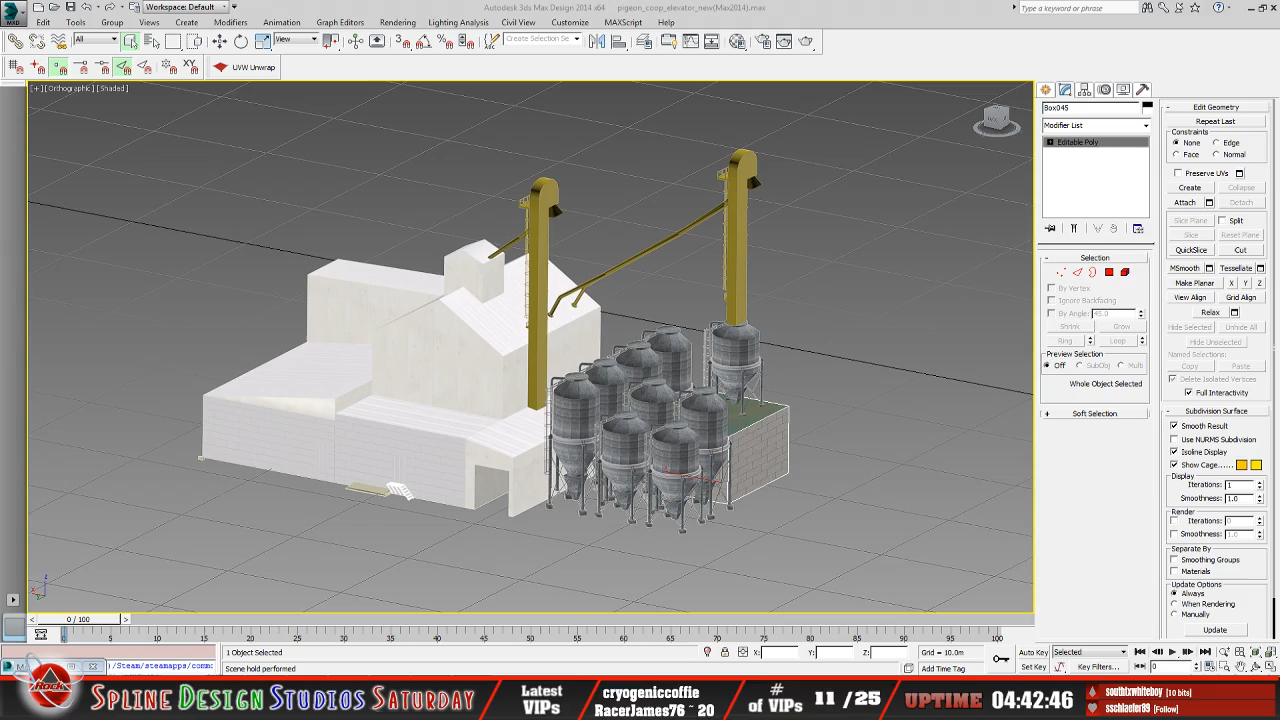 Workspace: Default
Autodesk 3ds Max Design 2014 x64 pigeon_coop_elevator_new(Max2014).max
Type a keyword or phrase
MXD
Edit Tools Group Views Create Modifiers Animation Graph Editors Rendering Lighting Analysis Civil View Customize MAXScript Help
All
View
3
Create Selection Se
XY
UVW Unwrap
[+] [Orthographic] [Shaded]
Box045
Modifier List
Editable Poly
Selection
By Vertex
Ignore Backfacing
By Angle: 45.0
Shrink Grow
Ring Loop
Preview Selection
Off SubObj Multi
Whole Object Selected
Soft Selection
Edit Geometry
Repeat Last
Constraints
None Edge
Face Normal
Preserve UVs
Create Collapse
Attach Detach
Slice Plane Split
Slice Reset Plane
QuickSlice Cut
MSmooth Tessellate
Make Planar X Y Z
View Align Grid Align
Relax
Hide Selected Unhide All
Hide Unselected
Named Selections:
Copy Paste
Delete Isolated Vertices
Full Interactivity
Subdivision Surface
Smooth Result
Use NURMS Subdivision
Isoline Display
Show Cage......
Display
Iterations: 1
Smoothness: 1.0
Render
Iterations: 0
Smoothness: 1.0
Separate By
Smoothing Groups
Materials
Update Options
Always
When Rendering
Manually
Update
0 / 100
0 5 10 15 20 25 30 35 40 45 50 55 60 65 70 75 80 85 90 95 100
1 Object Selected
X: Y: Z:
Grid = 10.0m
Auto Key Selected
/Steam/steamapps/comm
Scene hold performed
Add Time Tag
Set Key Key Filters...
0
ROCK
SPLINE DESIGN STUDIOS SATURDAY
Latest VIPs
cryogeniccoffie
RacerJames76 ~ 20
# of VIPs
11 /25
UPTIME 04:42:46
southtxwhiteboy [10 bits]
sschlaefer89 [Follow]